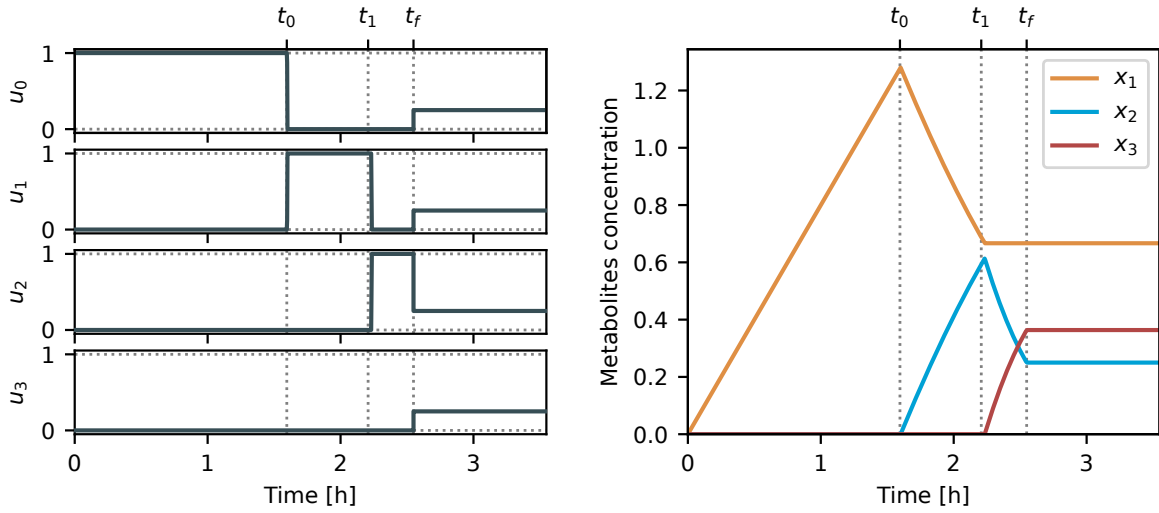 t0 t1 tf
1
0
u0
1
0
u1
1
0
u2
1
0
u3
0 1 2 3
Time [h]
t0 t1 tf
1.2
1.0
0.8
0.6
0.4
0.2
0.0
Metabolites concentration
x1
x2
x3
0 1 2 3
Time [h]